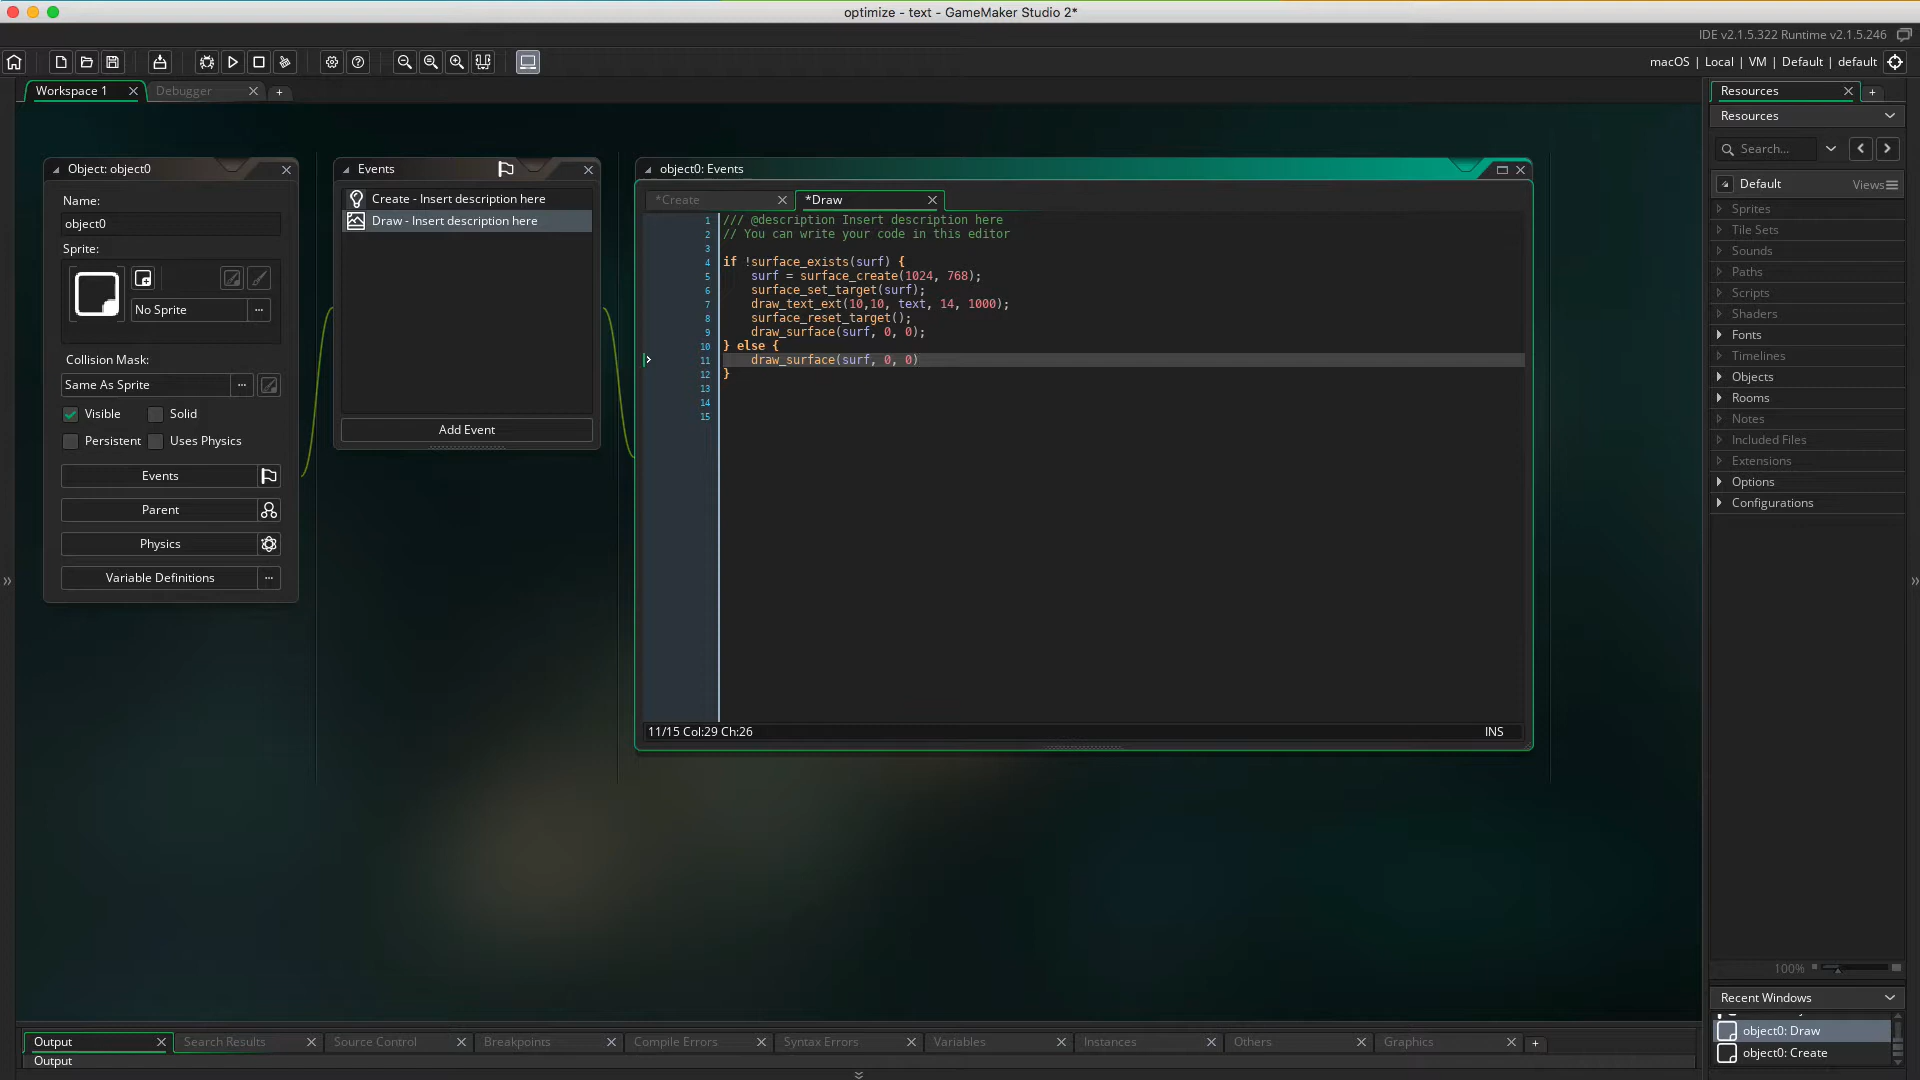 optimize - text - GameMaker Studio 2*
IDE v2.1.5.322 Runtime v2.1.5.246
macOS | Local | VM | Default | default
Workspace 1
Debugger
+
Resources
+
Resources
Search...
Default
Views
Sprites
Tile Sets
Sounds
Paths
Scripts
Shaders
Fonts
Timelines
Objects
Rooms
Notes
Included Files
Extensions
Options
Configurations
Object: object0
Name:
object0
Sprite:
No Sprite
...
Collision Mask:
Same As Sprite
...
Visible
Solid
Persistent
Uses Physics
Events
Parent
Physics
Variable Definitions
...
Events
Create - Insert description here
Draw - Insert description here
Add Event
object0: Events
*Create
*Draw
1 /// @description Insert description here
2 // You can write your code in this editor
3
4 if !surface_exists(surf) {
5     surf = surface_create(1024, 768);
6     surface_set_target(surf);
7     draw_text_ext(10,10, text, 14, 1000);
8     surface_reset_target();
9     draw_surface(surf, 0, 0);
10 } else {
11     draw_surface(surf, 0, 0)
12 }
13
14
15
11/15 Col:29 Ch:26
INS
100%
Recent Windows
object0: Draw
object0: Create
Output
Search Results
Source Control
Breakpoints
Compile Errors
Syntax Errors
Variables
Instances
Others
Graphics
+
Output